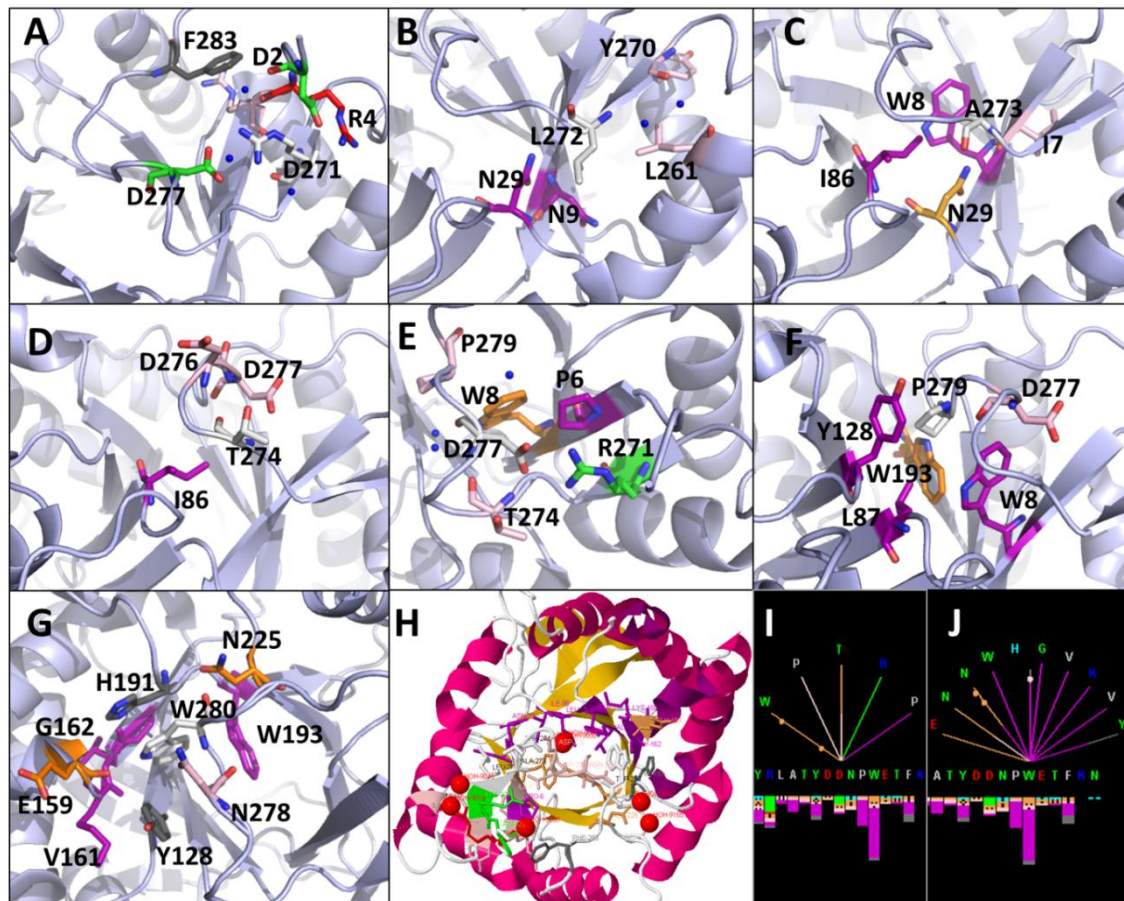 A
F283
D2
R4
D271
D277
B
Y270
L272
L261
N29
N9
C
W8
A273
I7
I86
N29
D
D276
D277
T274
I86
E
P279
P6
W8
D277
R271
T274
F
P279
D277
Y128
W193
W8
L87
G
N225
H191
W280
G162
W193
E159
N278
V161
Y128
H
I
P T R
W P
Y R L A T Y D D N P W E T F K
J
W H G V
N R
N V
E Y
A T Y D D N P W E T F K N